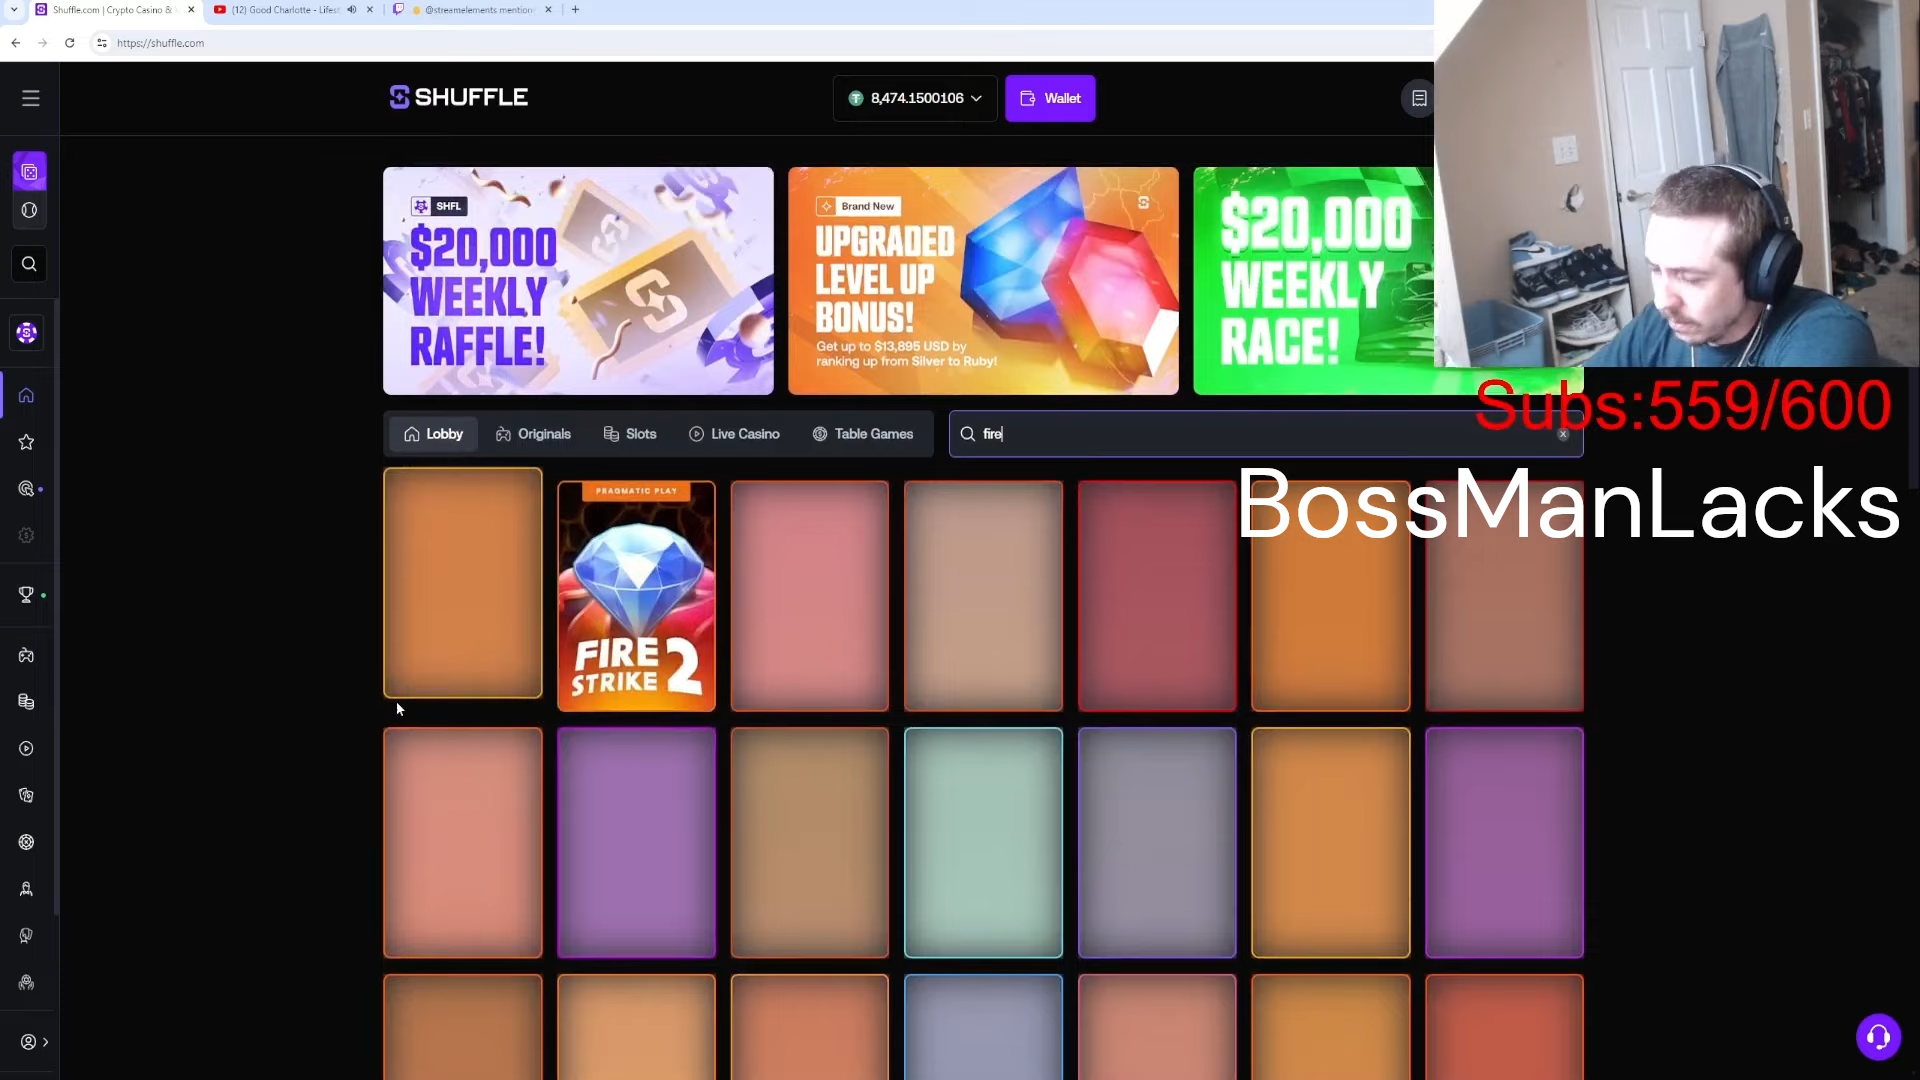 Shuffle.com | Crypto Casino &
(12) Good Charlotte - Lifest
@streamelements mention
https://shuffle.com
SHUFFLE
8,474.1500106
Wallet
SHFL
$20,000
WEEKLY
RAFFLE!
Brand New
UPGRADED
LEVEL UP
BONUS!
Get up to $13,895 USD by
ranking up from Silver to Ruby!
$20,000
WEEKLY
RACE!
Subs:559/600
Lobby
Originals
Slots
Live Casino
Table Games
fire
BossManLacks
PRAGMATIC PLAY
FIRE
STRIKE 2